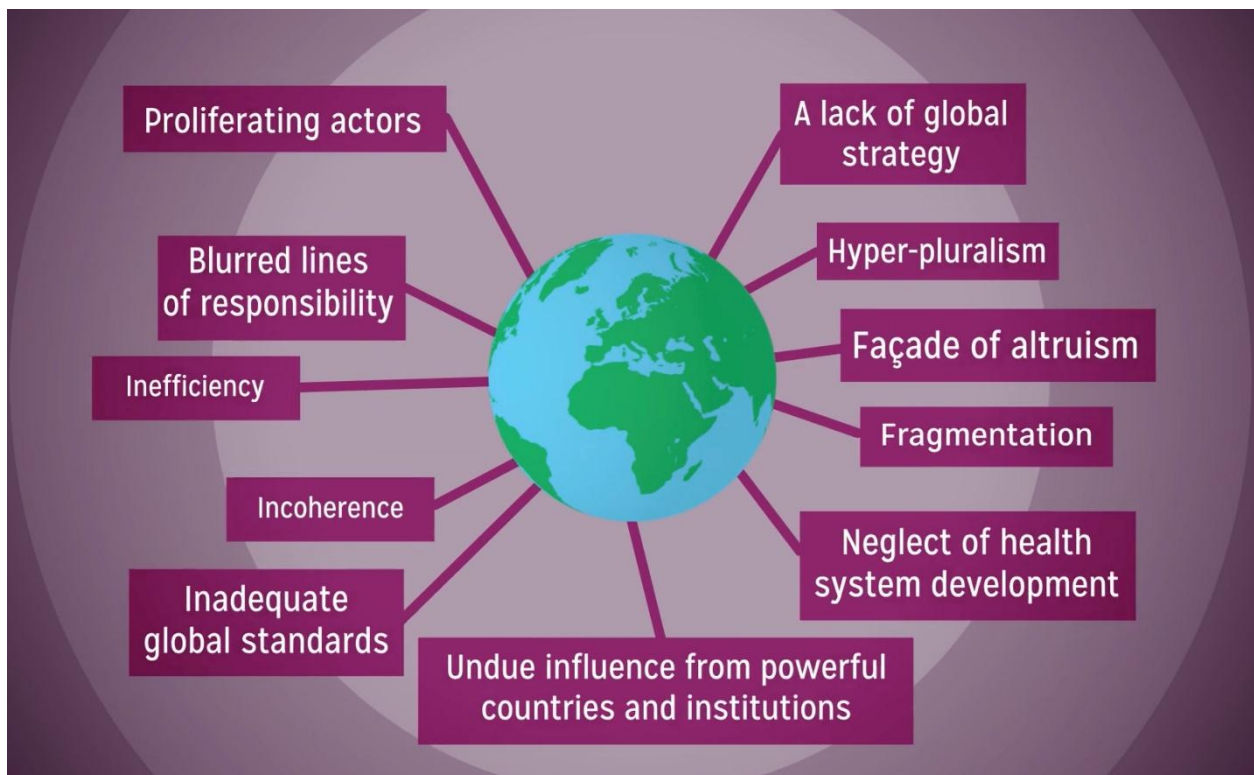 Proliferating actors
Blurred lines
of responsibility
Inefficiency
Incoherence
Inadequate
global standards
Undue influence from powerful
countries and institutions
A lack of global
strategy
Hyper-pluralism
Façade of altruism
Fragmentation
Neglect of health
system development